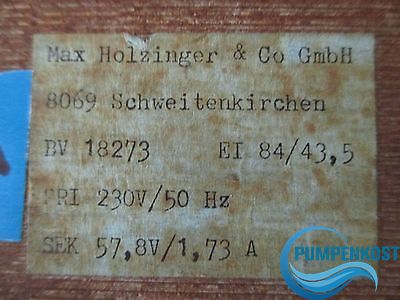 Max Holzinger & Co GmbH
8069 Schweitenkirchen
BV 18273 EI 84/43,5
PRI 230V/50 Hz
SEK 57,8V/1,73 A
PUMPENKOST